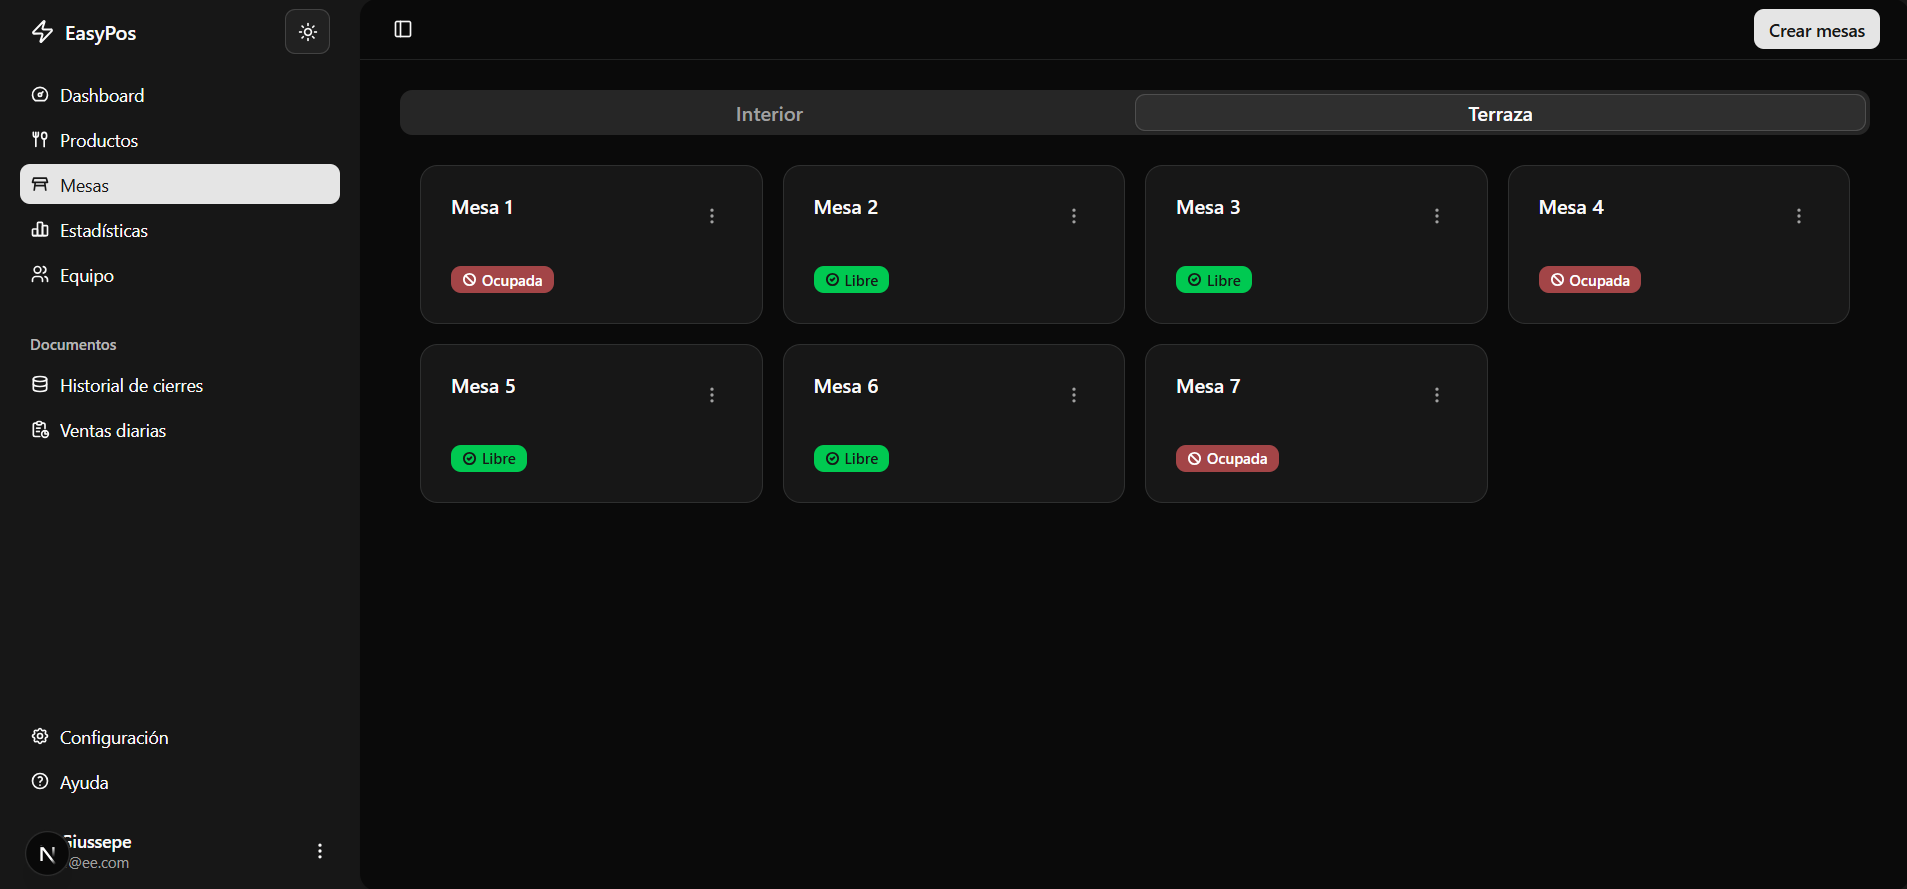 EasyPos
Dashboard
Productos
Mesas
Estadísticas
Equipo
Documentos
Historial de cierres
Ventas diarias
Configuración
Ayuda
N
@ee.com
Crear mesas
Interior
Terraza
Mesa 1
Ocupada
Mesa 2
Libre
Mesa 3
Libre
Mesa 4
Ocupada
Mesa 5
Libre
Mesa 6
Libre
Mesa 7
Ocupada